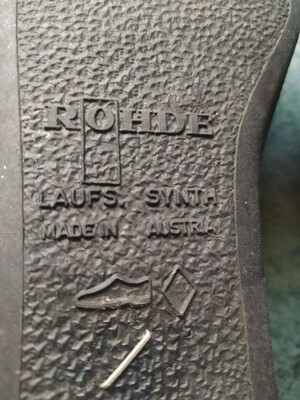 ROHDE
LAUFS. SYNTH
MADE IN AUSTRIA